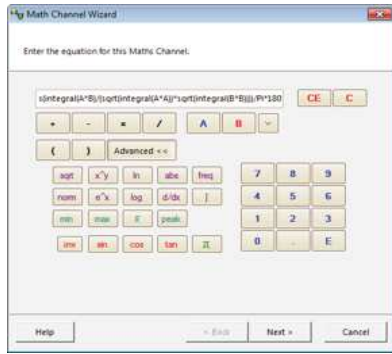 Math Channel Wizard
Enter the equation for this Maths Channel.
s(integral(A*B)/(sqrt(integral(A*A))*sqrt(integral(B*B))))/PI*180
CE C
+ - × / A B
( ) Advanced <<
sqrt x^y ln abs freq 7 8 9
norm e^x log d/dx ∫ 4 5 6
min max peak 1 2 3
inv sin cos tan π 0 . E
Help < Back Next > Cancel